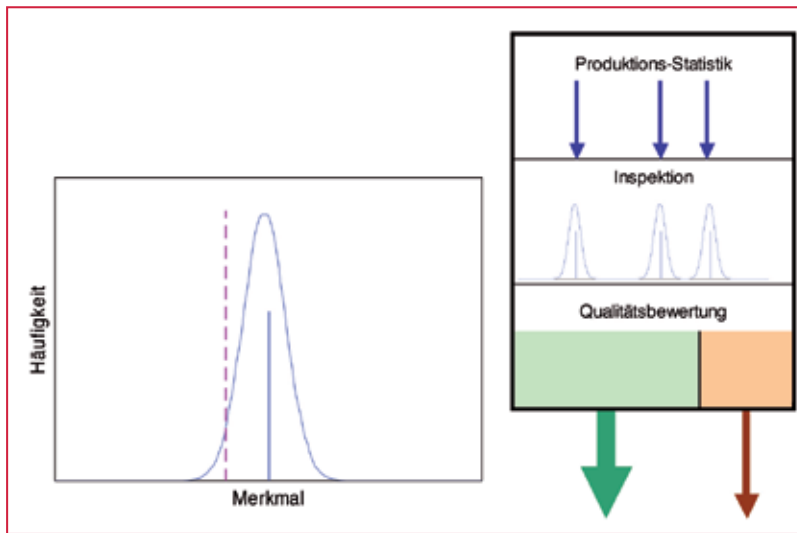 Produktions-Statistik
Inspektion
Qualitätsbewertung
Häufigkeit
Merkmal